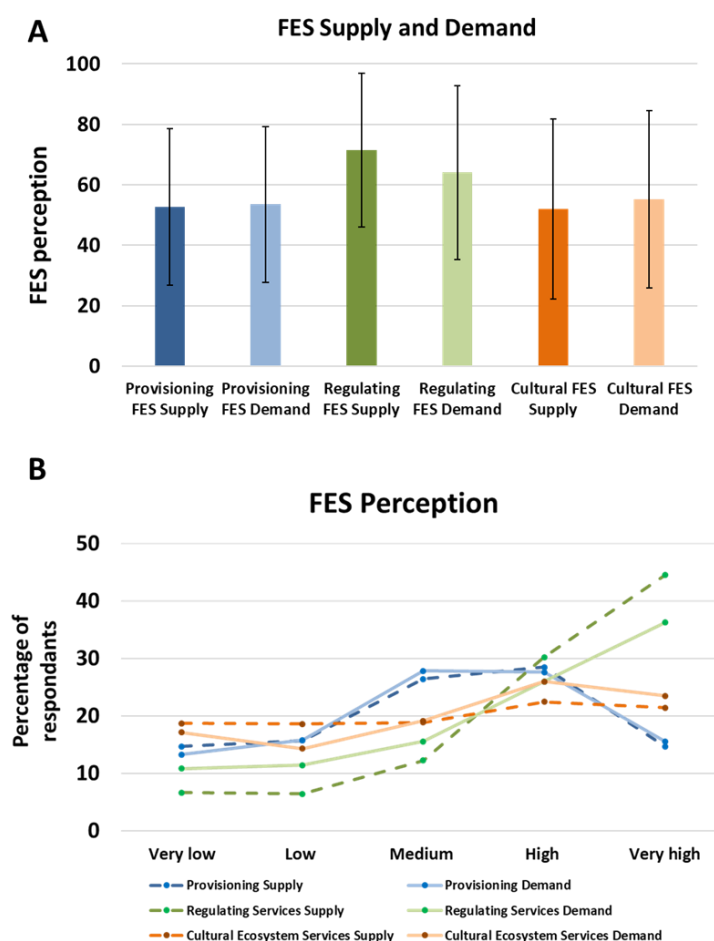 A
FES Supply and Demand
FES perception
100
80
60
40
20
0
Provisioning FES Supply
Provisioning FES Demand
Regulating FES Supply
Regulating FES Demand
Cultural FES Supply
Cultural FES Demand
B
FES Perception
Percentage of respondants
50
40
30
20
10
0
Very low
Low
Medium
High
Very high
Provisioning Supply
Provisioning Demand
Regulating Services Supply
Regulating Services Demand
Cultural Ecosystem Services Supply
Cultural Ecosystem Services Demand